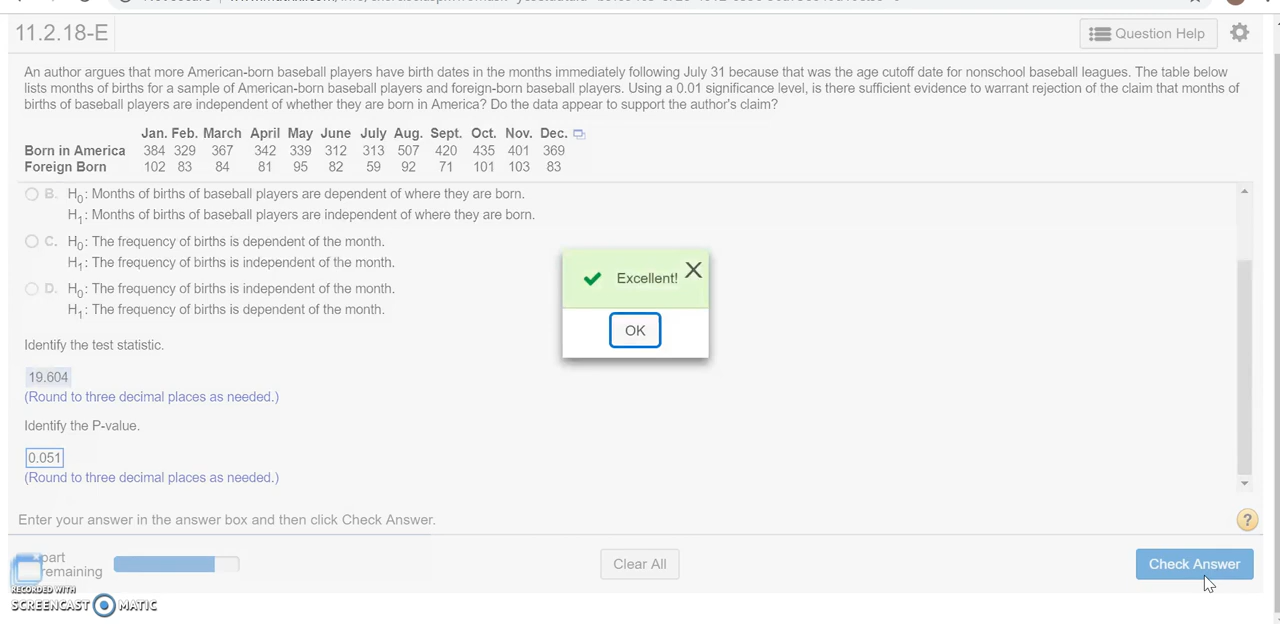 11.2.18-E
Question Help
An author argues that more American-born baseball players have birth dates in the months immediately following July 31 because that was the age cutoff date for nonschool baseball leagues. The table below
lists months of births for a sample of American-born baseball players and foreign-born baseball players. Using a 0.01 significance level, is there sufficient evidence to warrant rejection of the claim that months of
births of baseball players are independent of whether they are born in America? Do the data appear to support the author's claim?
Jan. Feb. March April May June July Aug. Sept. Oct. Nov. Dec.
Born in America 384 329 367 342 339 312 313 507 420 435 401 369
Foreign Born 102 83 84 81 95 82 59 92 71 101 103 83
B. H0: Months of births of baseball players are dependent of where they are born.
H1: Months of births of baseball players are independent of where they are born.
C. H0: The frequency of births is dependent of the month.
H1: The frequency of births is independent of the month.
D. H0: The frequency of births is independent of the month.
H1: The frequency of births is dependent of the month.
Excellent!
OK
Identify the test statistic.
19.604
(Round to three decimal places as needed.)
Identify the P-value.
0.051
(Round to three decimal places as needed.)
Enter your answer in the answer box and then click Check Answer.
?
part
remaining
Clear All
Check Answer
RECORDED WITH
SCREENCAST MATIC